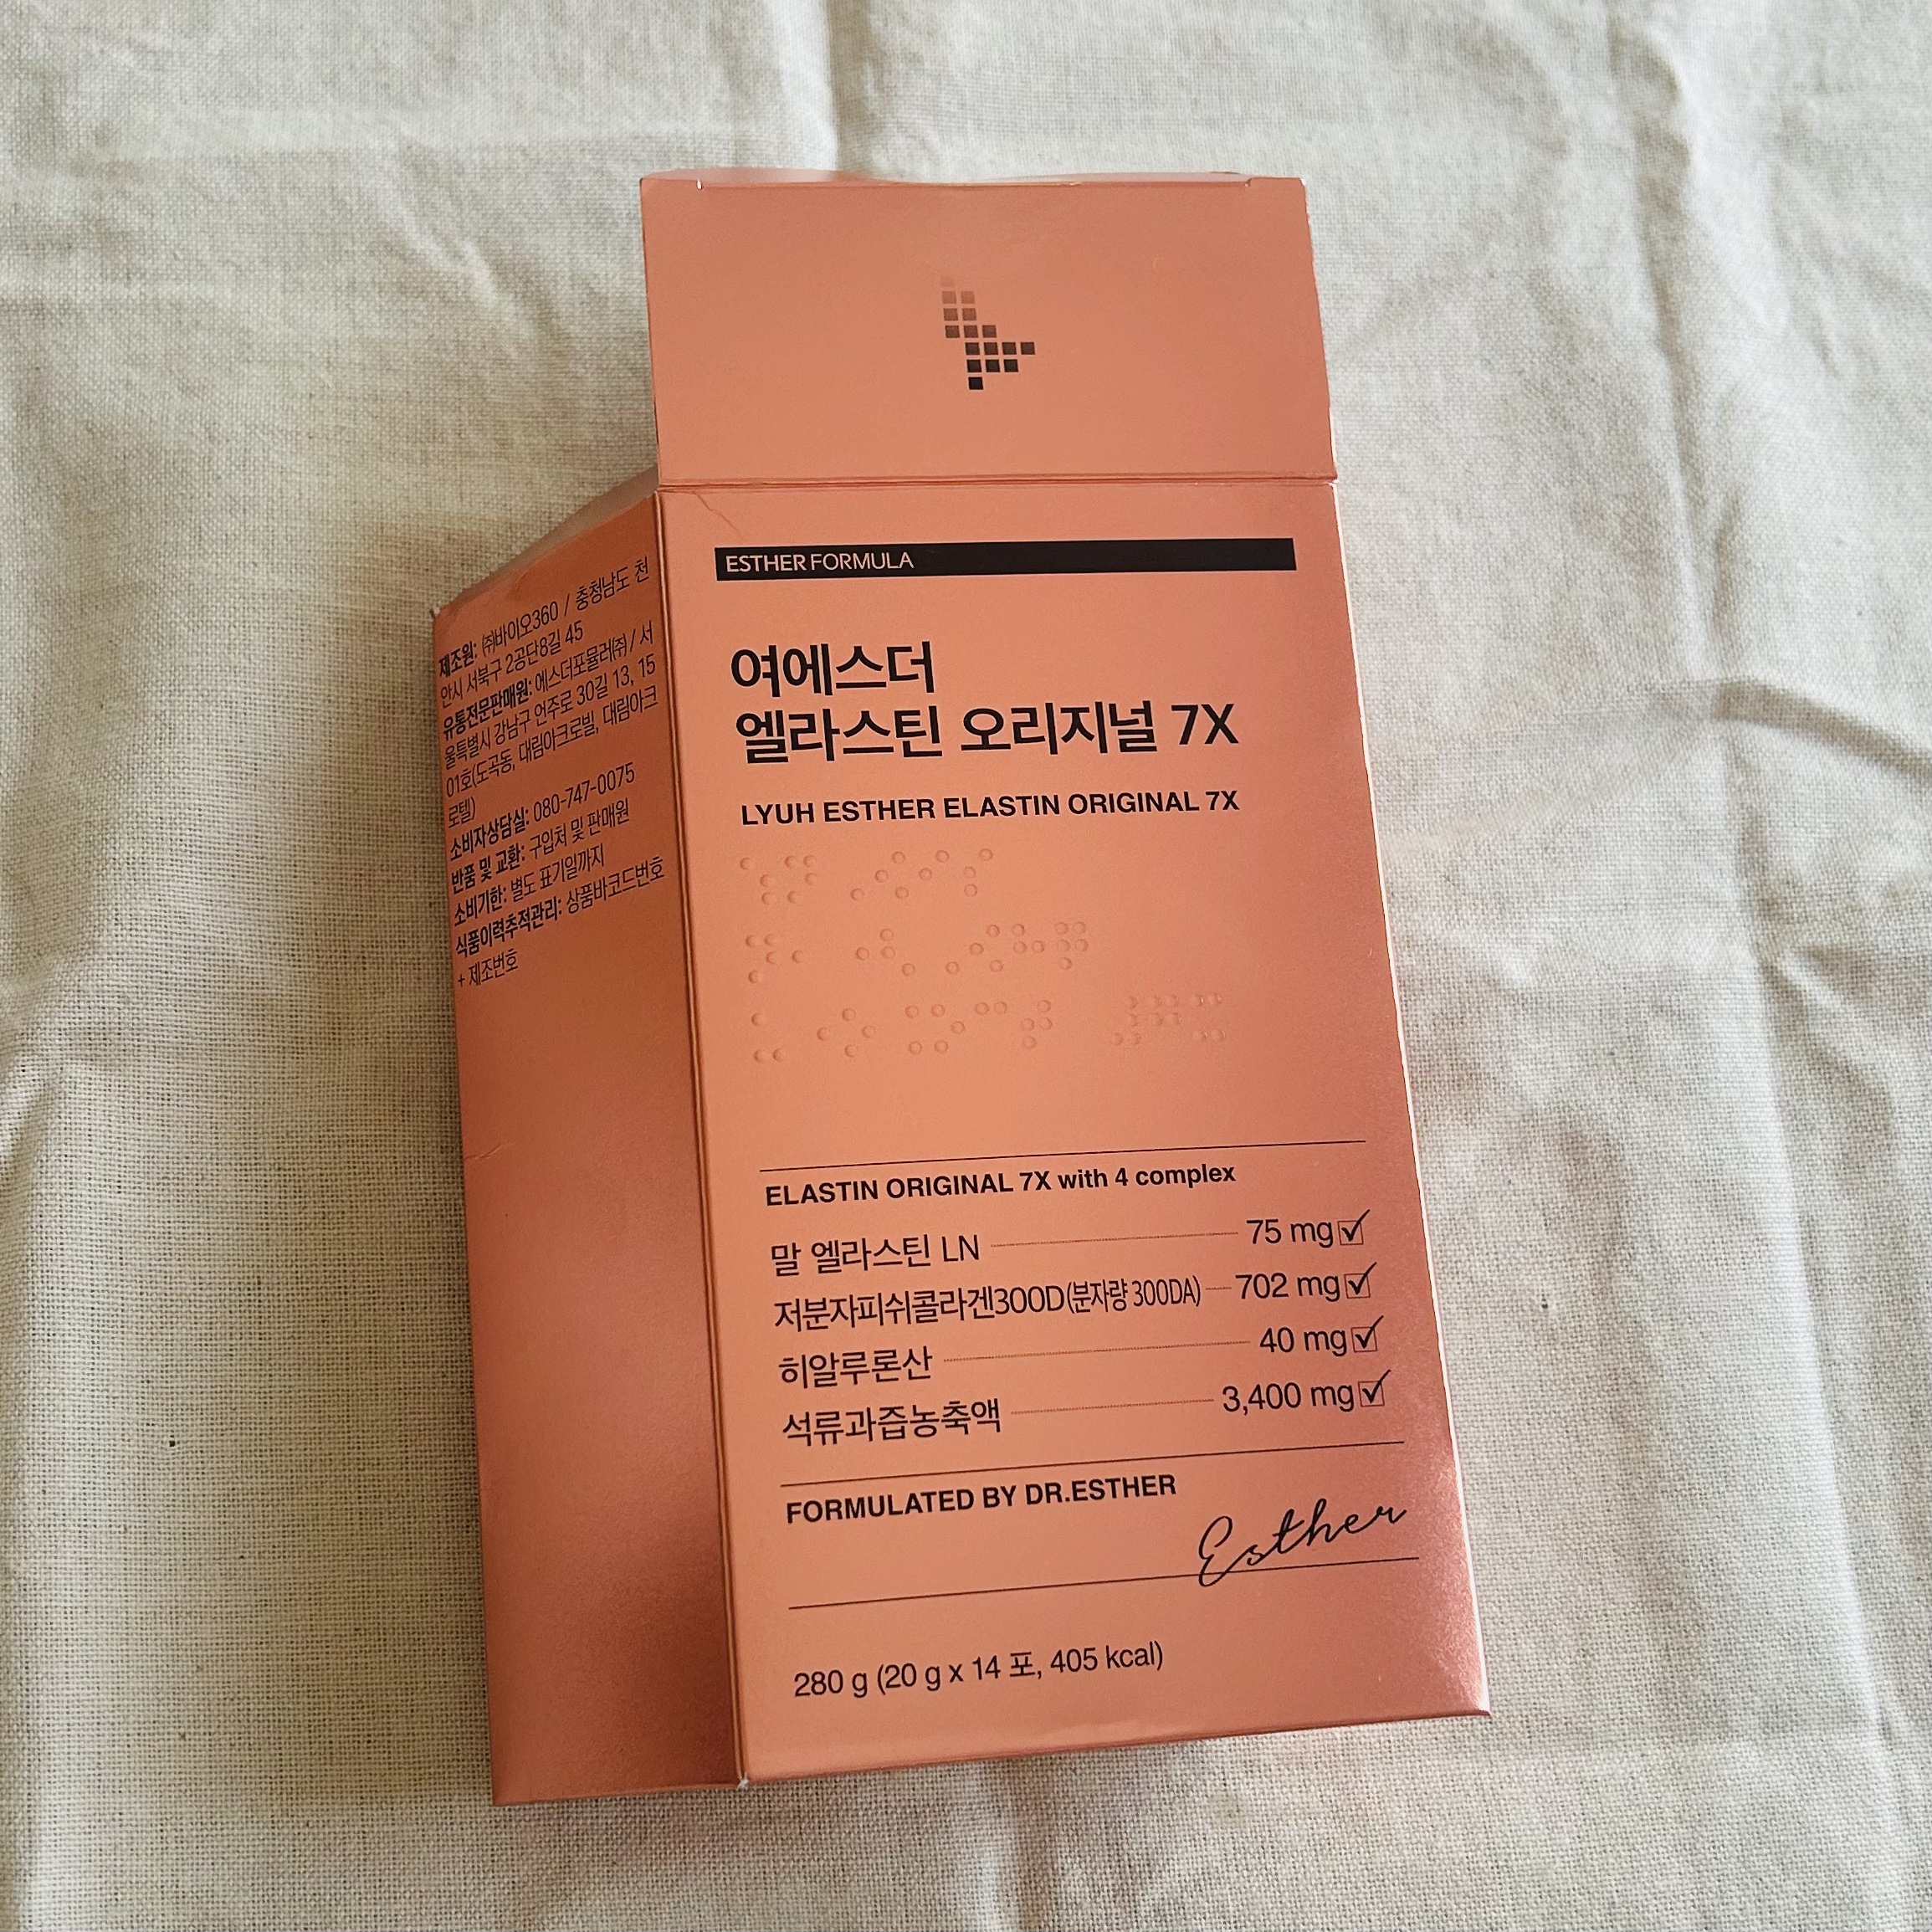 ESTHER FORMULA
여에스더
엘라스틴 오리지널 7X
LYUH ESTHER ELASTIN ORIGINAL 7X
ELASTIN ORIGINAL 7X with 4 complex
말 엘라스틴 LN 75 mg
저분자피쉬콜라겐300D(분자량 300DA) 702 mg
히알루론산 40 mg
석류과즙농축액 3,400 mg
FORMULATED BY DR.ESTHER
Esther
280 g (20 g x 14 포, 405 kcal)
제조원: ㈜바이오360 / 충청남도 천
안시 서북구 2공단8길 45
유통전문판매원: 에스더포뮬러㈜ / 서
울특별시 강남구 언주로 30길 13, 15
01호(도곡동, 대림아크로빌, 대림아크
로텔)
소비자상담실: 080-747-0075
반품 및 교환: 구입처 및 판매원
소비기한: 별도 표기일까지
식품이력추적관리: 상품바코드번호
+ 제조번호